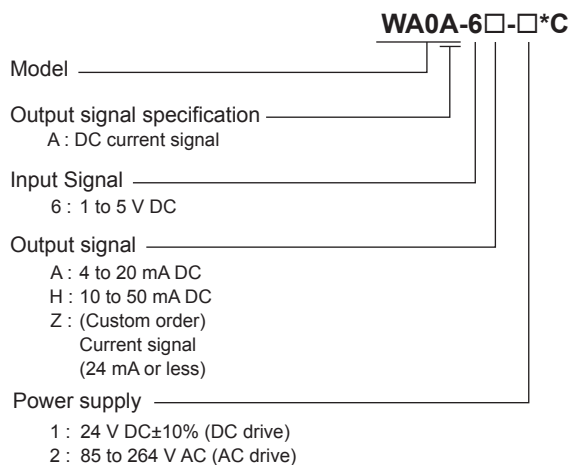 WA0A-6□-□*C
Model
Output signal specification
A : DC current signal
Input Signal
6 : 1 to 5 V DC
Output signal
A : 4 to 20 mA DC
H : 10 to 50 mA DC
Z : (Custom order)
Current signal
(24 mA or less)
Power supply
1 : 24 V DC±10% (DC drive)
2 : 85 to 264 V AC (AC drive)